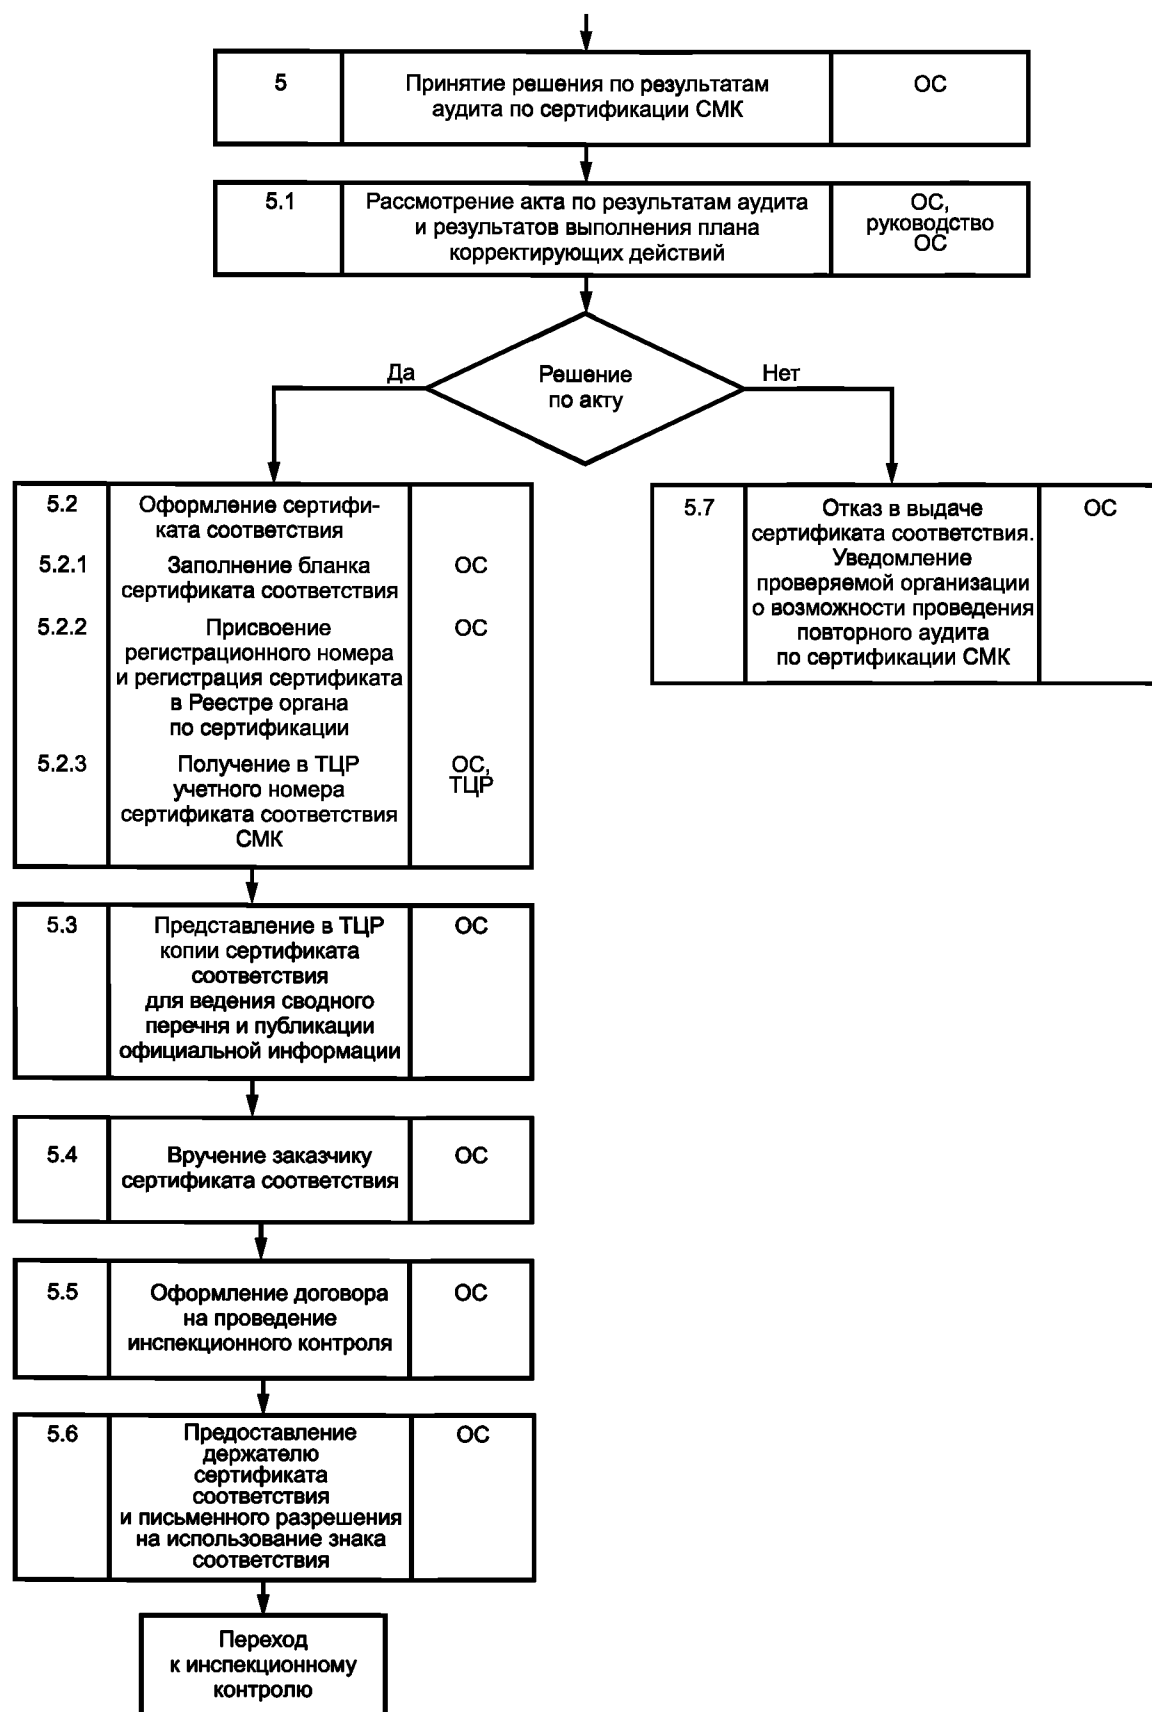 5
Принятие решения по результатам
аудита по сертификации СМК
ОС
5.1
Рассмотрение акта по результатам аудита
и результатов выполнения плана
корректирующих действий
ОС,
руководство
ОС
Решение
по акту
Да
Нет
5.2
Оформление сертифи-
ката соответствия
5.2.1
Заполнение бланка
сертификата соответствия
ОС
5.2.2
Присвоение
регистрационного номера
и регистрация сертификата
в Реестре органа
по сертификации
ОС
5.2.3
Получение в ТЦР
учетного номера
сертификата соответствия
СМК
ОС,
ТЦР
5.7
Отказ в выдаче
сертификата соответствия.
Уведомление
проверяемой организации
о возможности проведения
повторного аудита
по сертификации СМК
ОС
5.3
Представление в ТЦР
копии сертификата
соответствия
для ведения сводного
перечня и публикации
официальной информации
ОС
5.4
Вручение заказчику
сертификата соответствия
ОС
5.5
Оформление договора
на проведение
инспекционного контроля
ОС
5.6
Предоставление
держателю
сертификата
соответствия
и письменного разрешения
на использование знака
соответствия
ОС
Переход
к инспекционному
контролю